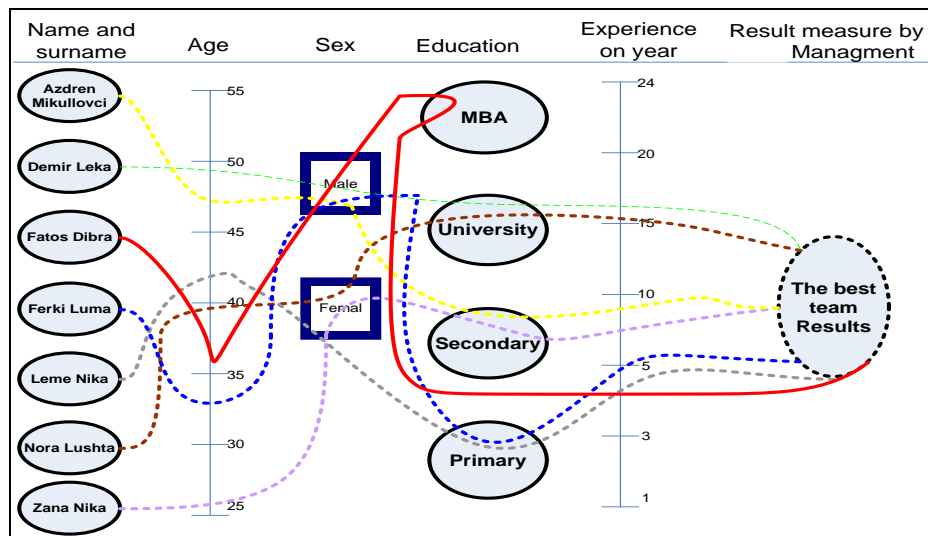 Name and
surname
Age
Sex
Education
Experience
on year
Result measure by
Managment
Azdren
Mikullovci
Demir Leka
Fatos Dibra
Ferki Luma
Leme Nika
Nora Lushta
Zana Nika
55
50
45
40
35
30
25
Male
Femal
MBA
University
Secondary
Primary
24
20
15
10
5
3
1
The best
team
Results